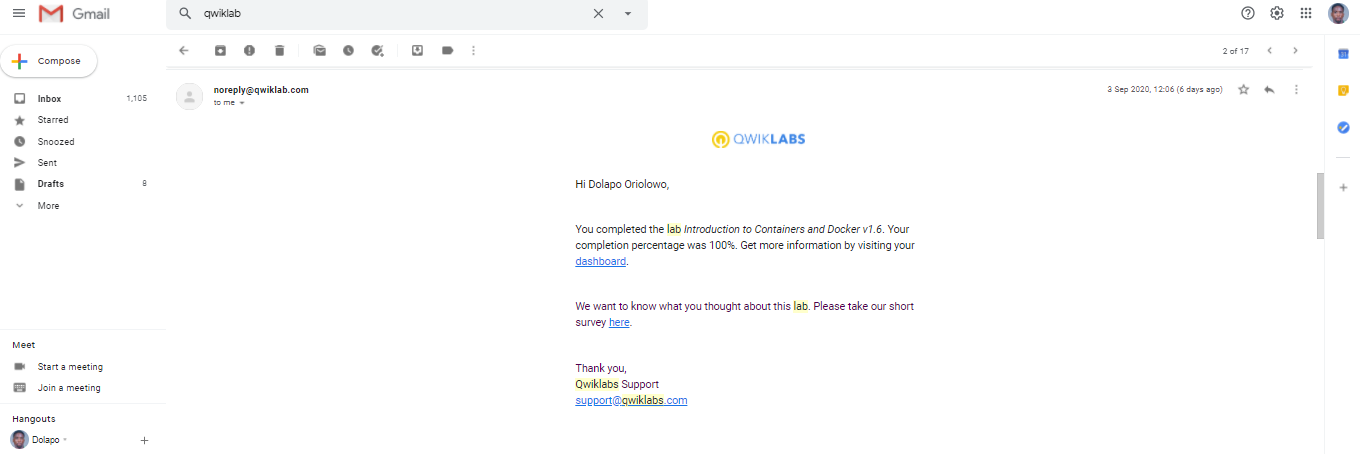 Gmail
qwiklab
Compose
2 of 17
Inbox 1,105
Starred
Snoozed
Sent
Drafts 8
More
noreply@qwiklab.com
to me
3 Sep 2020, 12:06 (6 days ago)
QWIKLABS
Hi Dolapo Oriolowo,
You completed the lab Introduction to Containers and Docker v1.6. Your
completion percentage was 100%. Get more information by visiting your
dashboard.
We want to know what you thought about this lab. Please take our short
survey here.
Thank you,
Qwiklabs Support
support@qwiklabs.com
Meet
Start a meeting
Join a meeting
Hangouts
Dolapo